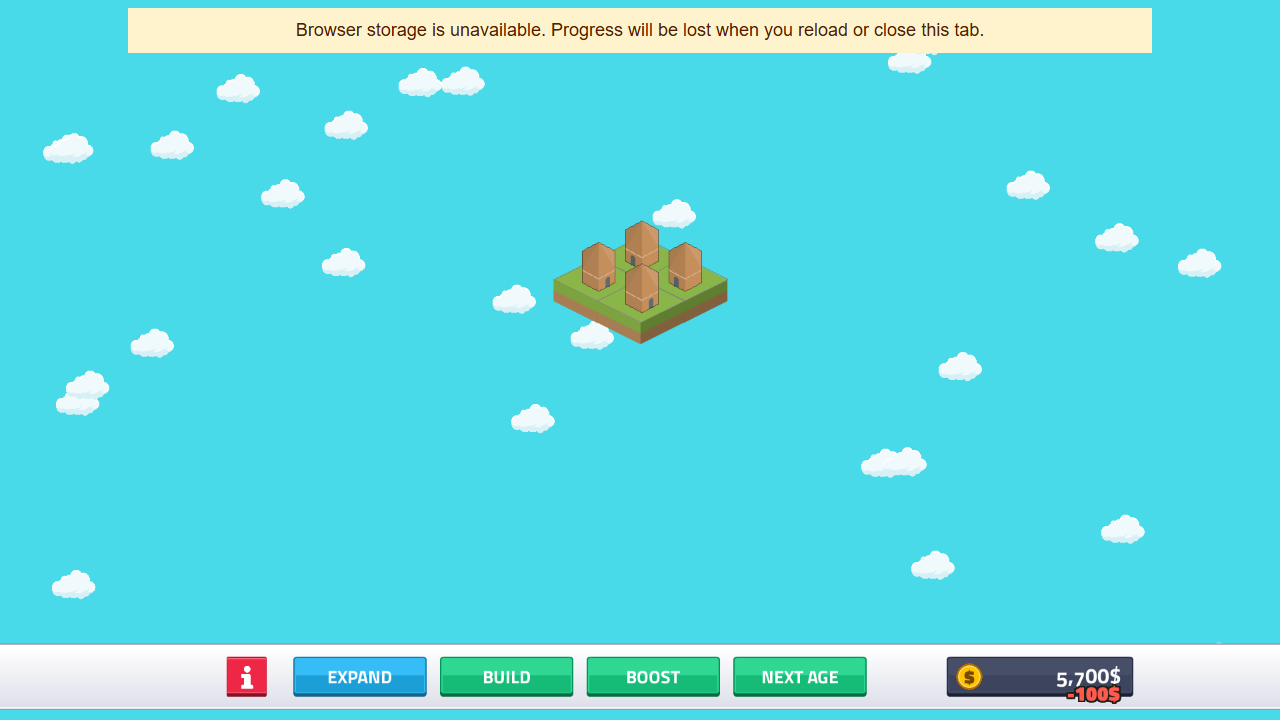 Browser storage is unavailable. Progress will be lost when you reload or close this tab.
EXPAND
BUILD
BOOST
NEXT AGE
5,700$
-100$